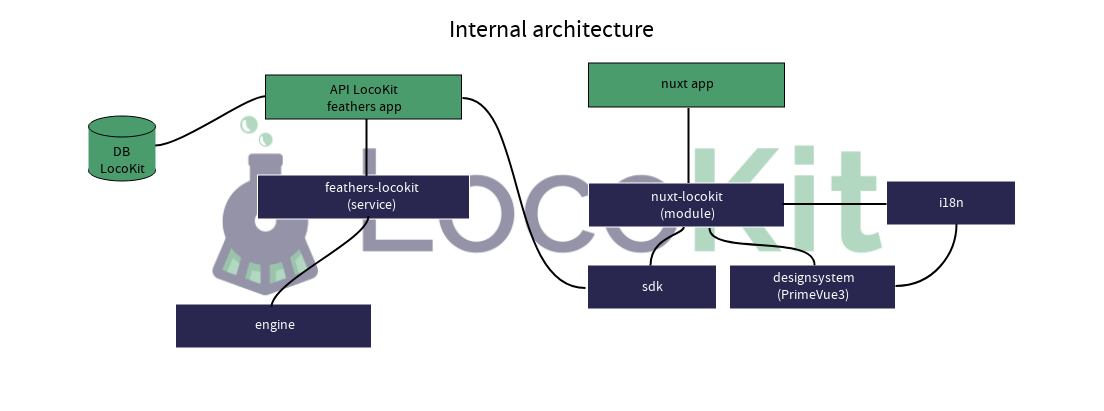 Internal architecture
API LocoKit
feathers app
nuxt app
DB
LocoKit
feathers-locokit
(service)
nuxt-locokit
(module)
i18n
LocoKit
sdk
designsystem
(PrimeVue3)
engine